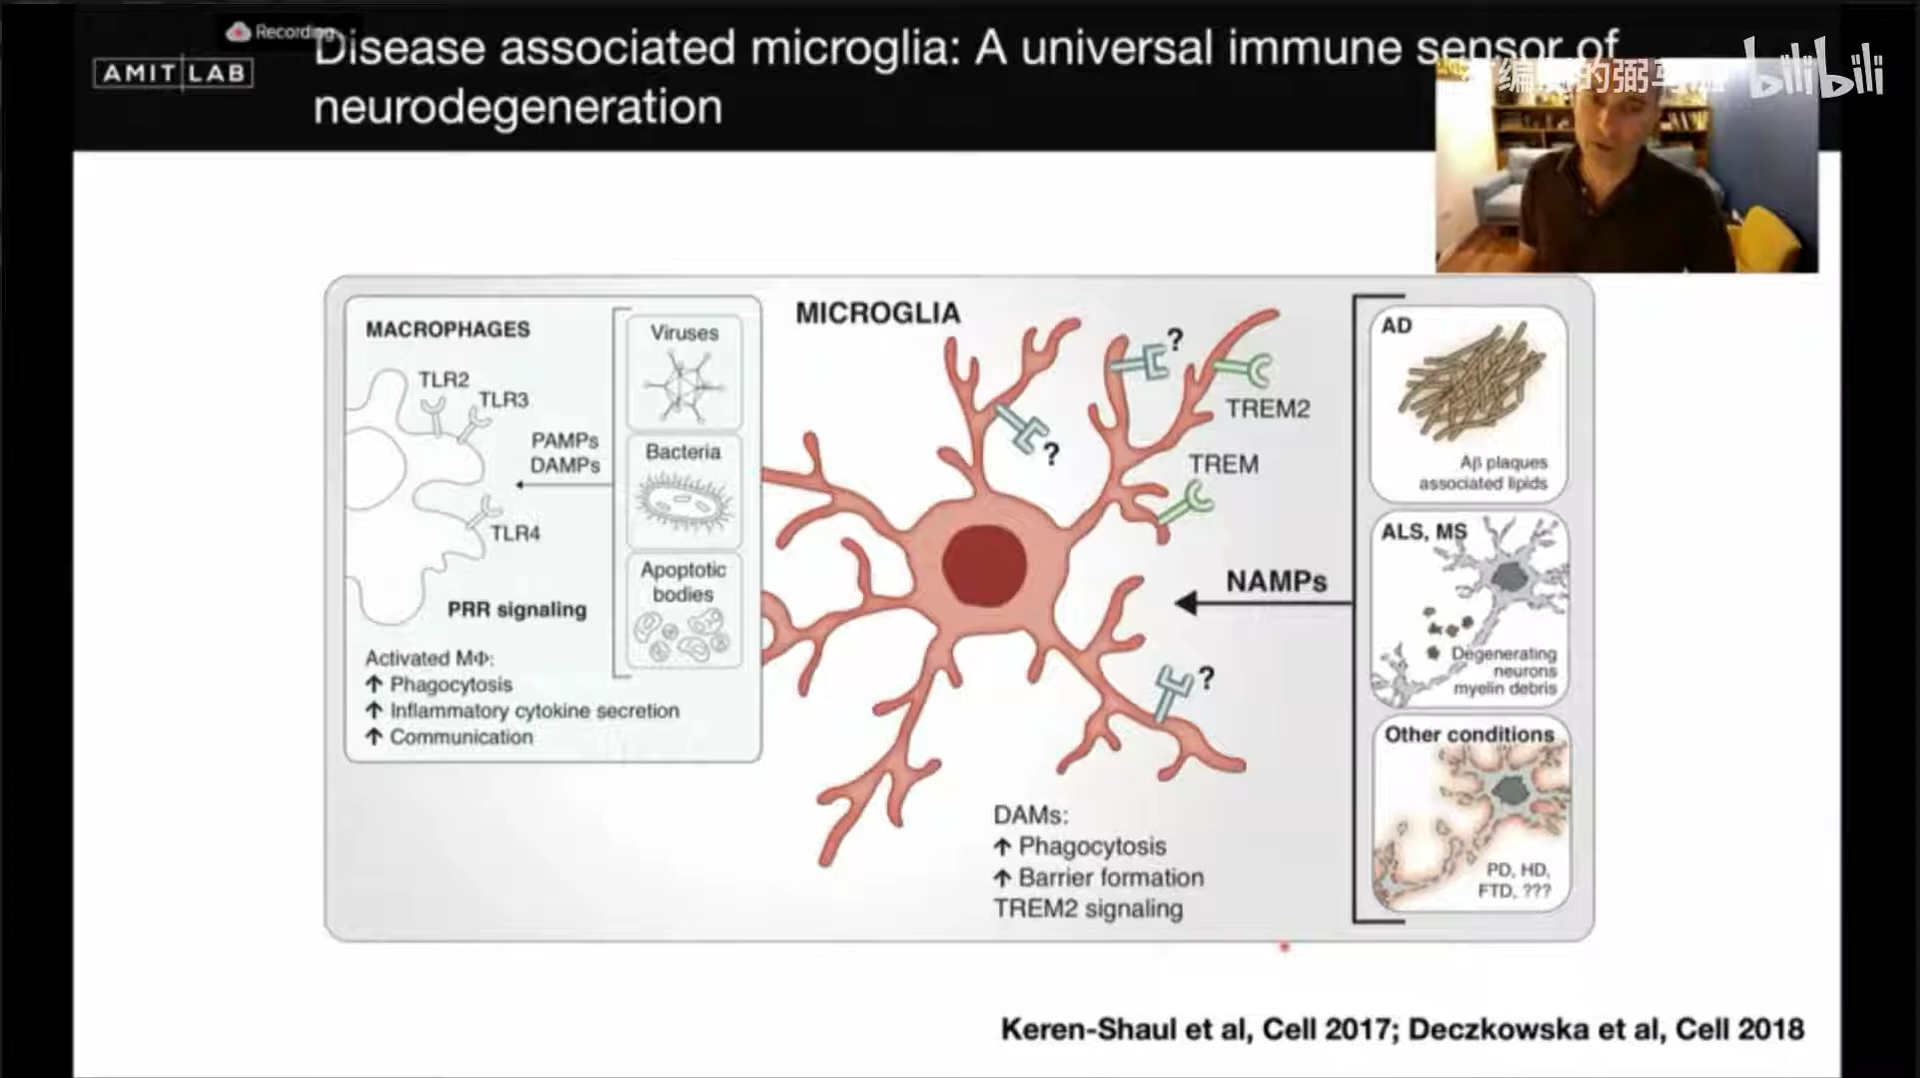 Recording
AMIT LAB
Disease associated microglia: A universal immune sensor of
neurodegeneration
bilibili
MACROPHAGES
TLR2
TLR3
PAMPs
DAMPs
TLR4
PRR signaling
Viruses
Bacteria
Apoptotic
bodies
Activated MΦ:
↑ Phagocytosis
↑ Inflammatory cytokine secretion
↑ Communication
MICROGLIA
?
?
TREM2
TREM
NAMPs
?
DAMs:
↑ Phagocytosis
↑ Barrier formation
TREM2 signaling
AD
Aβ plaques
associated lipids
ALS, MS
Degenerating
neurons
myelin debris
Other conditions
PD, HD,
FTD, ???
Keren-Shaul et al, Cell 2017; Deczkowska et al, Cell 2018